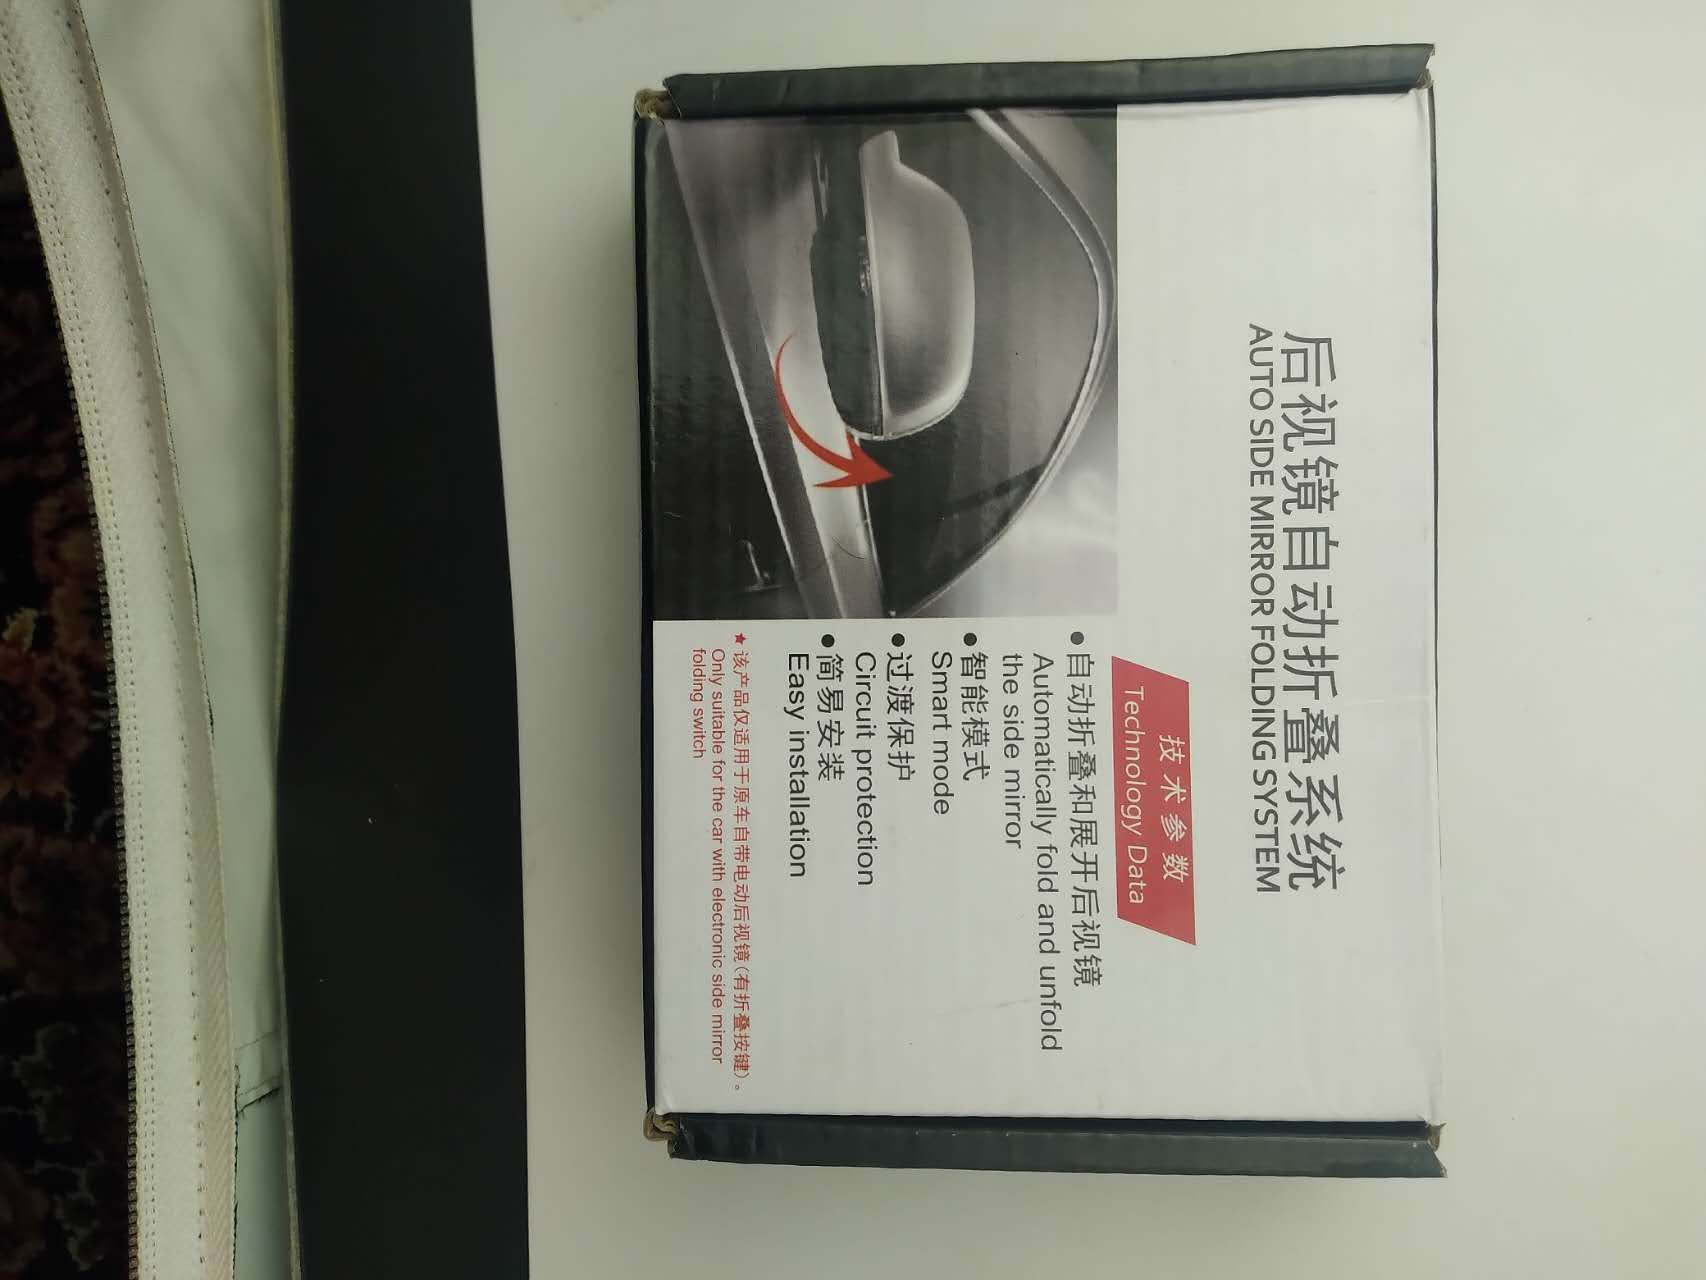 后视镜自动折叠系统
AUTO SIDE MIRROR FOLDING SYSTEM
技术参数
Technology Data
●自动折叠和展开后视镜
Automatically fold and unfold
the side mirror
●智能模式
Smart mode
●过渡保护
Circuit protection
●简易安装
Easy installation
★该产品仅适用于原车自带电动后视镜(有折叠按键)。
Only suitable for the car with electronic side mirror
folding switch